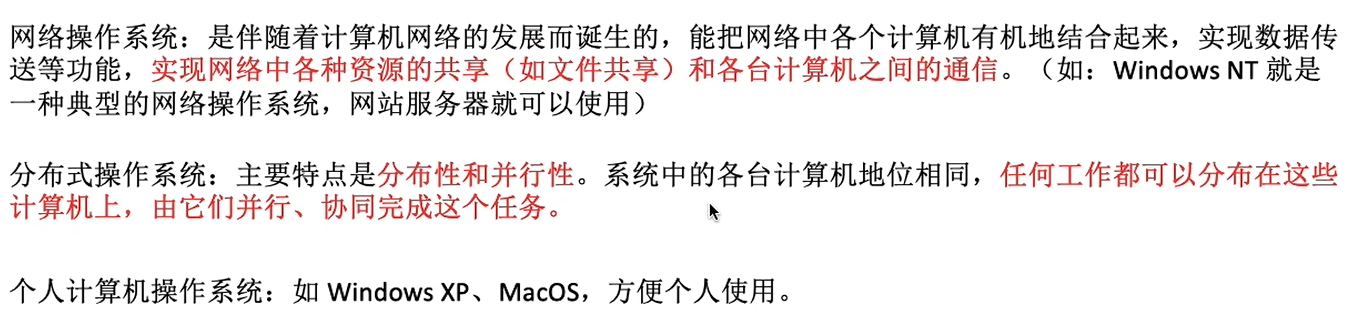 网络操作系统：是伴随着计算机网络的发展而诞生的，能把网络中各个计算机有机地结合起来，实现数据传
送等功能，实现网络中各种资源的共享（如文件共享）和各台计算机之间的通信。（如：Windows NT 就是
一种典型的网络操作系统，网站服务器就可以使用）
分布式操作系统：主要特点是分布性和并行性。系统中的各台计算机地位相同，任何工作都可以分布在这些
计算机上，由它们并行、协同完成这个任务。
个人计算机操作系统：如 Windows XP、MacOS，方便个人使用。